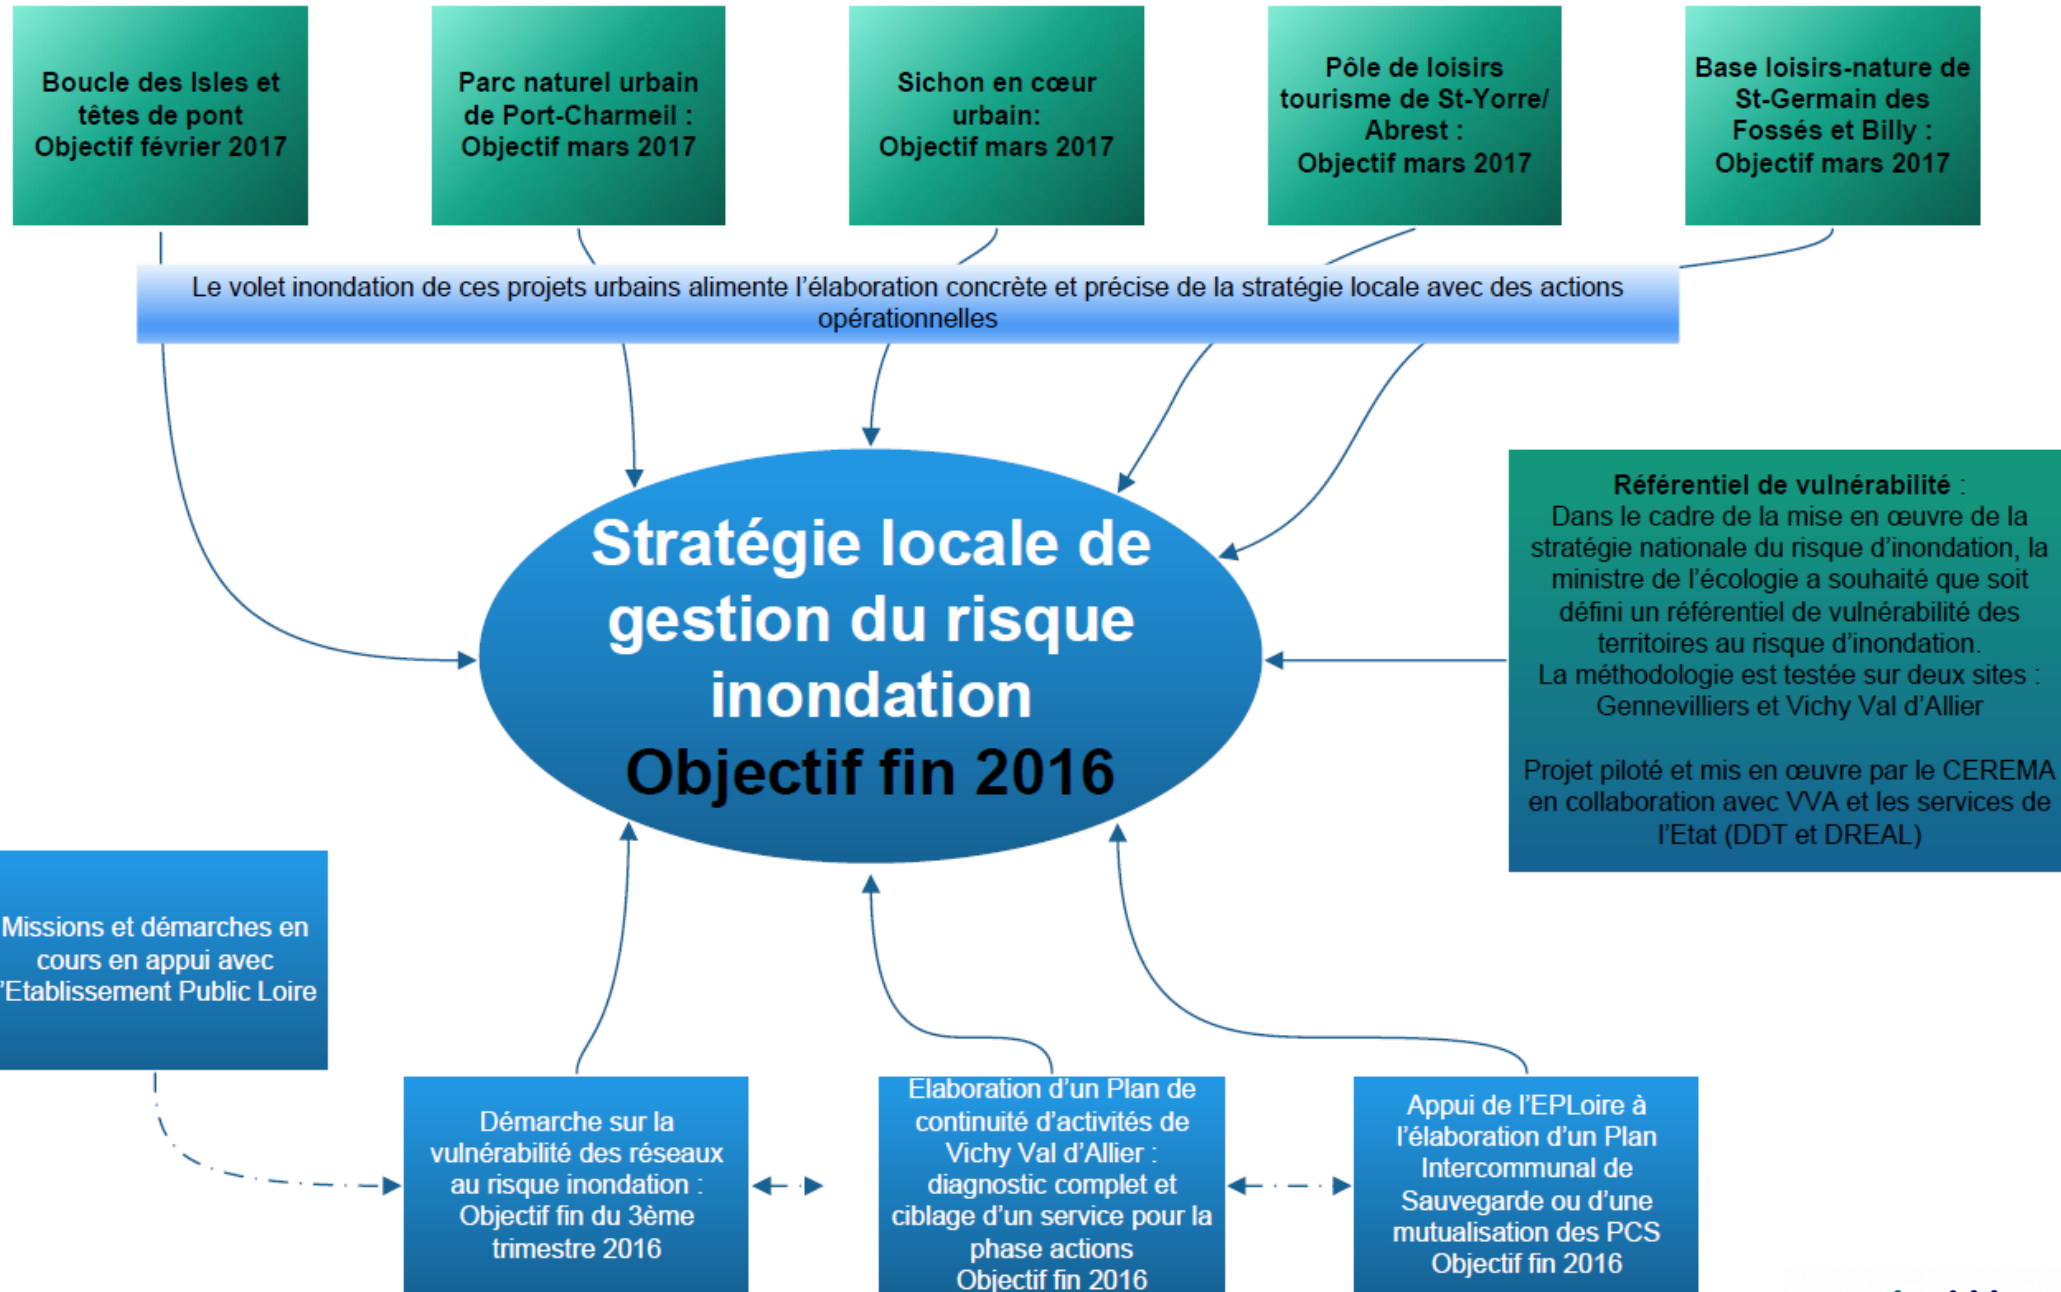 Boucle des Isles et
têtes de pont
Objectif février 2017
Parc naturel urbain
de Port-Charmeil :
Objectif mars 2017
Sichon en cœur
urbain:
Objectif mars 2017
Pôle de loisirs
tourisme de St-Yorre/
Abrest :
Objectif mars 2017
Base loisirs-nature de
St-Germain des
Fossés et Billy :
Objectif mars 2017
Le volet inondation de ces projets urbains alimente l’élaboration concrète et précise de la stratégie locale avec des actions
opérationnelles
Stratégie locale de
gestion du risque
inondation
Objectif fin 2016
Référentiel de vulnérabilité :
Dans le cadre de la mise en œuvre de la
stratégie nationale du risque d’inondation, la
ministre de l’écologie a souhaité que soit
défini un référentiel de vulnérabilité des
territoires au risque d’inondation.
La méthodologie est testée sur deux sites :
Gennevilliers et Vichy Val d’Allier
Projet piloté et mis en œuvre par le CEREMA
en collaboration avec VVA et les services de
l’Etat (DDT et DREAL)
Missions et démarches en
cours en appui avec
’Etablissement Public Loire
Démarche sur la
vulnérabilité des réseaux
au risque inondation :
Objectif fin du 3ème
trimestre 2016
Elaboration d’un Plan de
continuité d’activités de
Vichy Val d’Allier :
diagnostic complet et
ciblage d’un service pour la
phase actions
Objectif fin 2016
Appui de l’EPLoire à
l’élaboration d’un Plan
Intercommunal de
Sauvegarde ou d’une
mutualisation des PCS
Objectif fin 2016